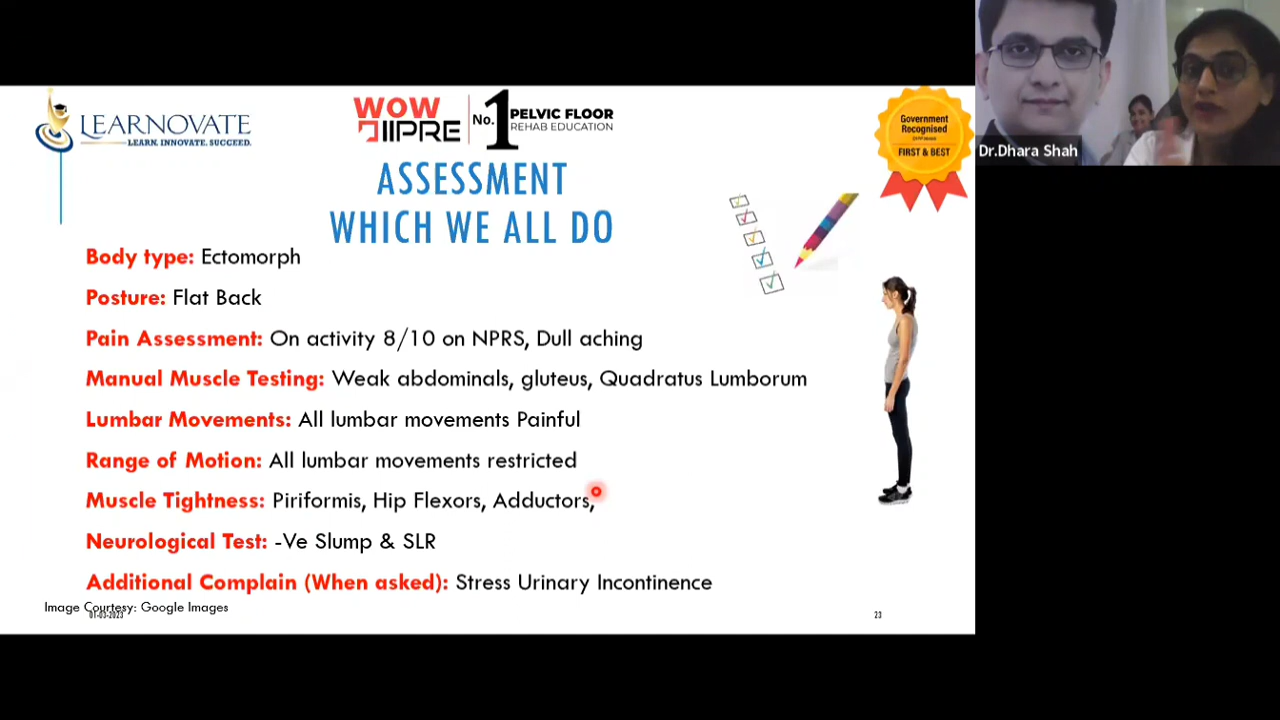 LEARNOVATE
LEARN. INNOVATE. SUCCEED.
WOW
IIPRE
No. 1
PELVIC FLOOR
REHAB EDUCATION
Government
Recognised
FIRST & BEST
Dr.Dhara Shah
ASSESSMENT
WHICH WE ALL DO
Body type: Ectomorph
Posture: Flat Back
Pain Assessment: On activity 8/10 on NPRS, Dull aching
Manual Muscle Testing: Weak abdominals, gluteus, Quadratus Lumborum
Lumbar Movements: All lumbar movements Painful
Range of Motion: All lumbar movements restricted
Muscle Tightness: Piriformis, Hip Flexors, Adductors,
Neurological Test: -Ve Slump & SLR
Additional Complain (When asked): Stress Urinary Incontinence
Image Courtesy: Google Images
01-03-2023
23